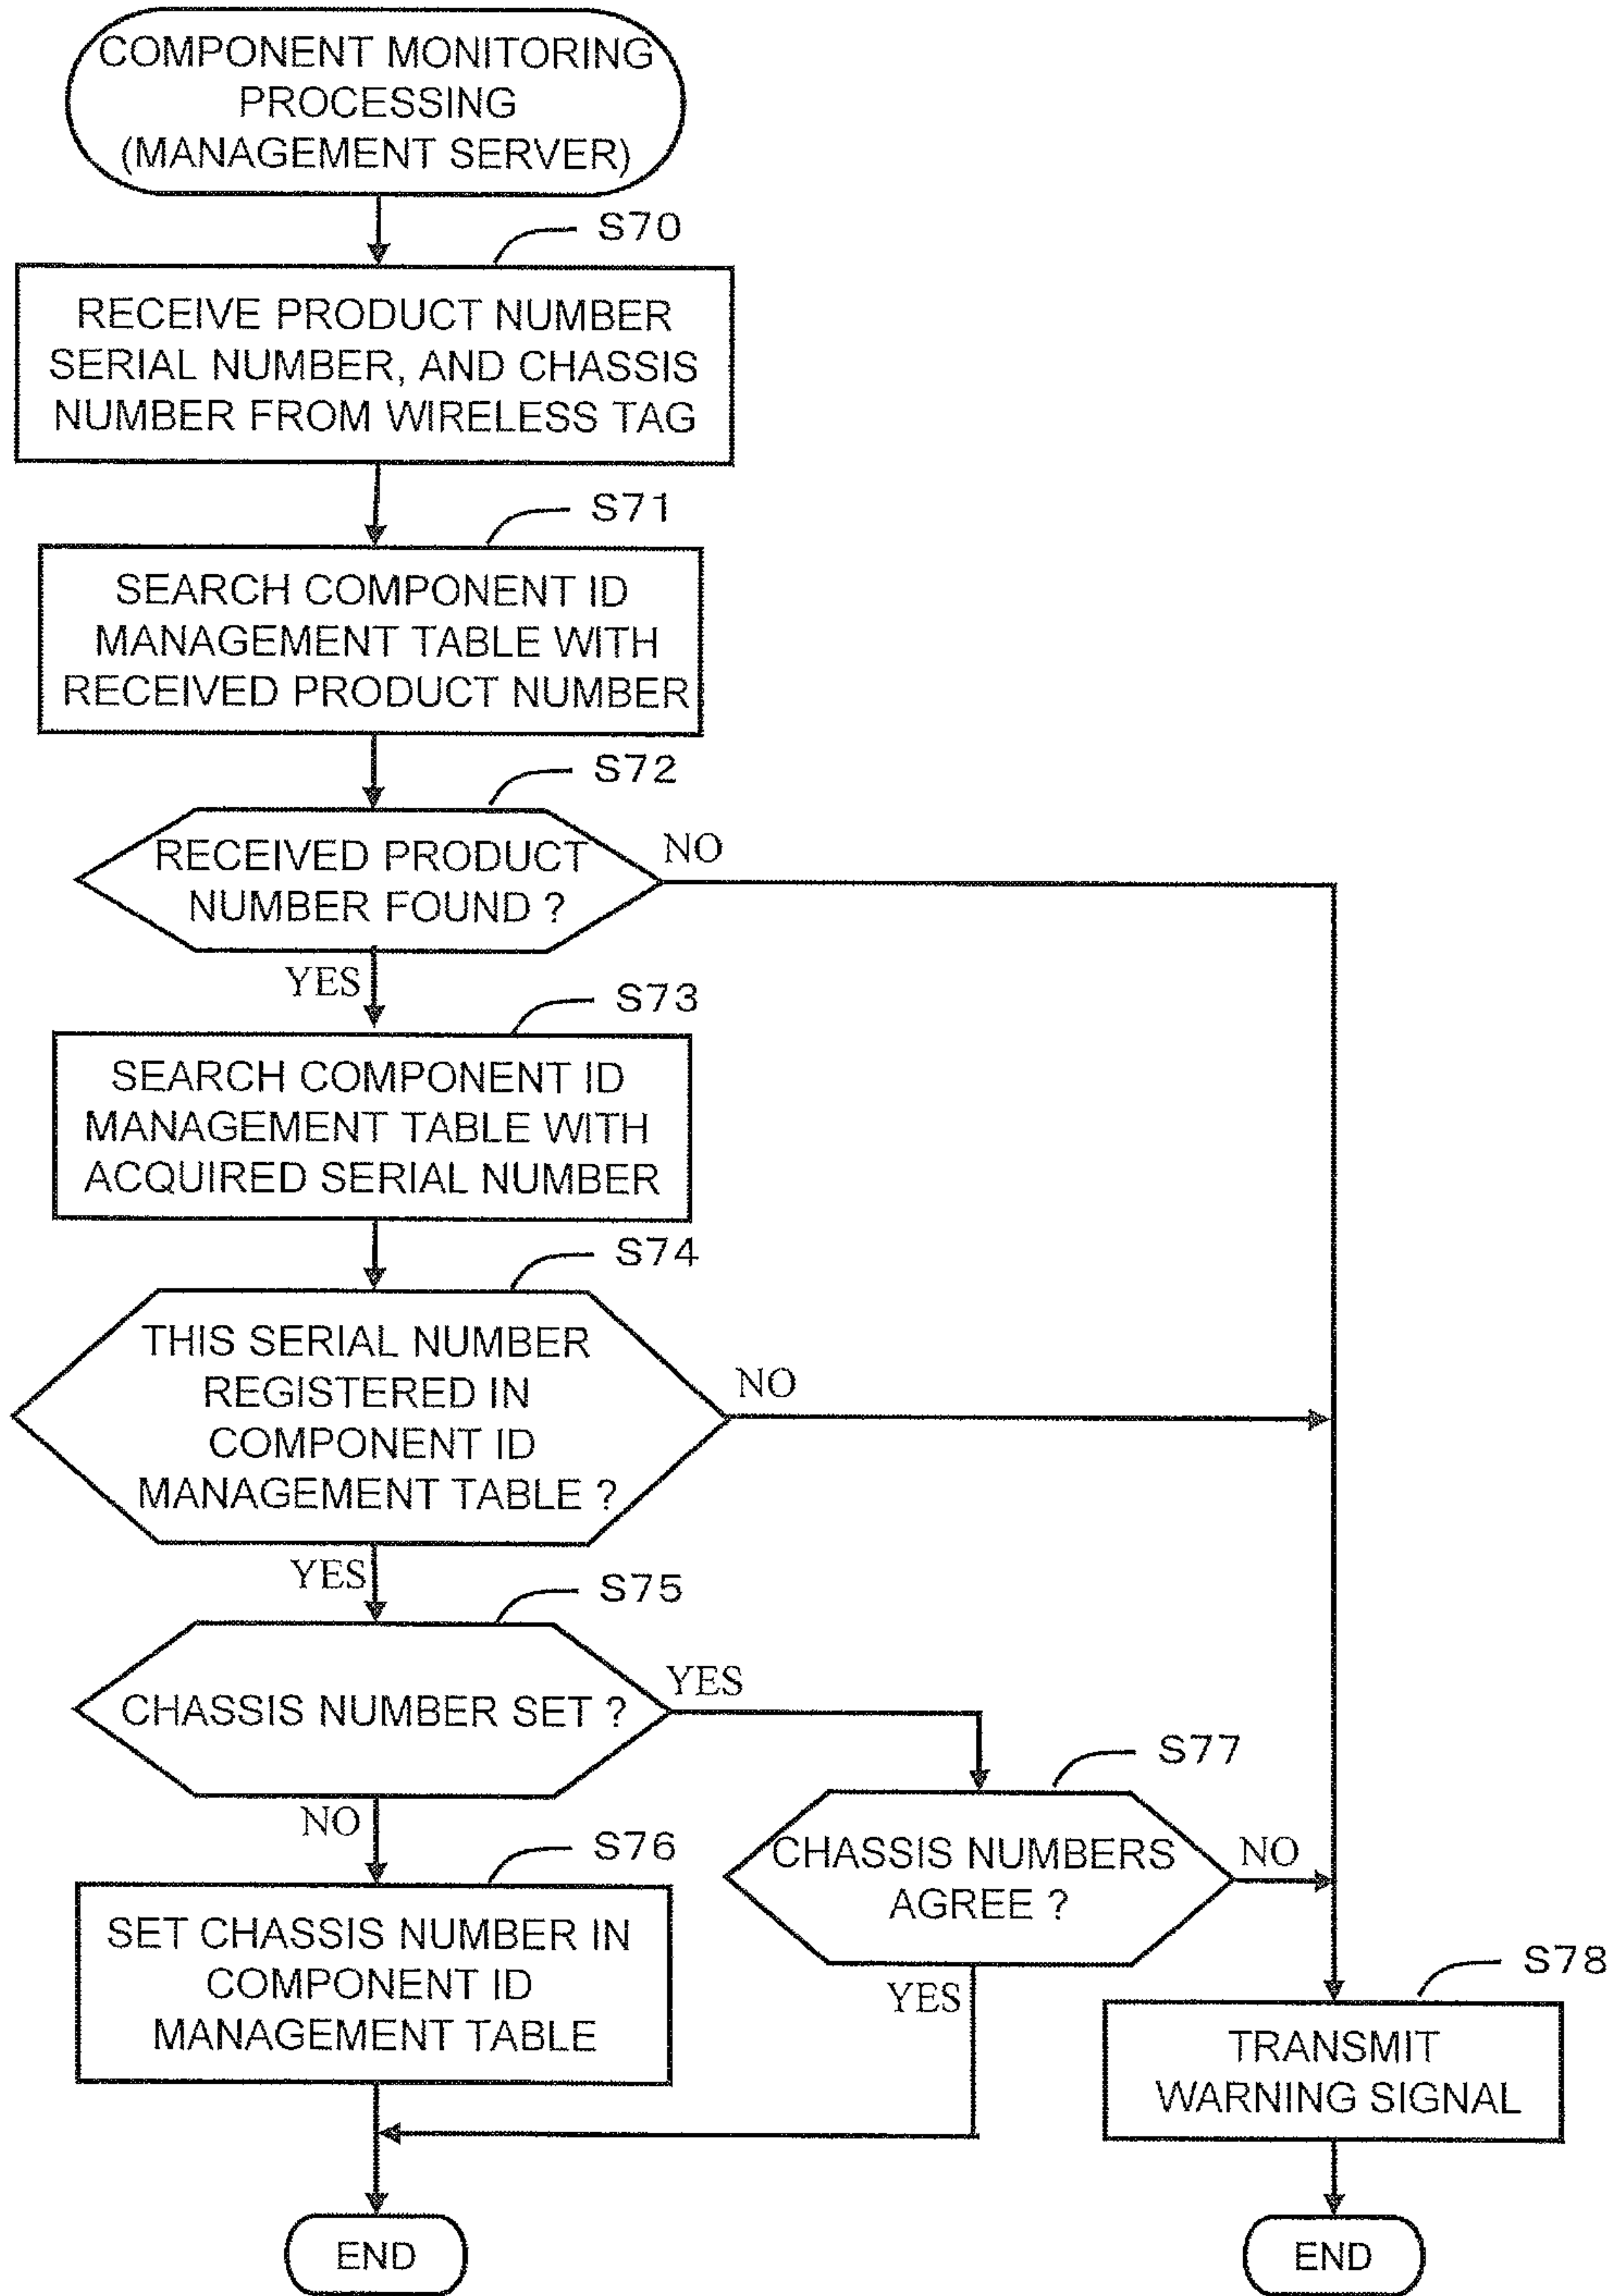 COMPONENT MONITORING
PROCESSING
(MANAGEMENT SERVER)
S70
RECEIVE PRODUCT NUMBER
SERIAL NUMBER, AND CHASSIS
NUMBER FROM WIRELESS TAG
S71
SEARCH COMPONENT ID
MANAGEMENT TABLE WITH
RECEIVED PRODUCT NUMBER
S72
RECEIVED PRODUCT
NUMBER FOUND ?
NO
YES
S73
SEARCH COMPONENT ID
MANAGEMENT TABLE WITH
ACQUIRED SERIAL NUMBER
S74
THIS SERIAL NUMBER
REGISTERED IN
COMPONENT ID
MANAGEMENT TABLE ?
NO
YES
S75
CHASSIS NUMBER SET ?
YES
NO
S77
CHASSIS NUMBERS
AGREE ?
NO
YES
S76
SET CHASSIS NUMBER IN
COMPONENT ID
MANAGEMENT TABLE
S78
TRANSMIT
WARNING SIGNAL
END
END